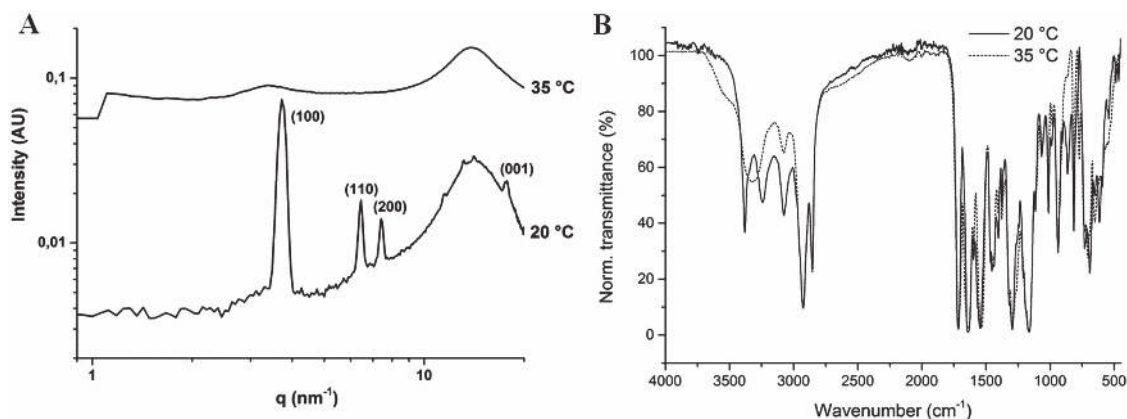 A
Intensity (AU)
0,1
0,01
35 °C
20 °C
(100)
(110)
(200)
(001)
1
10
q (nm⁻¹)
B
Norm. transmittance (%)
100
80
60
40
20
0
20 °C
35 °C
4000 3500 3000 2500 2000 1500 1000 500
Wavenumber (cm⁻¹)